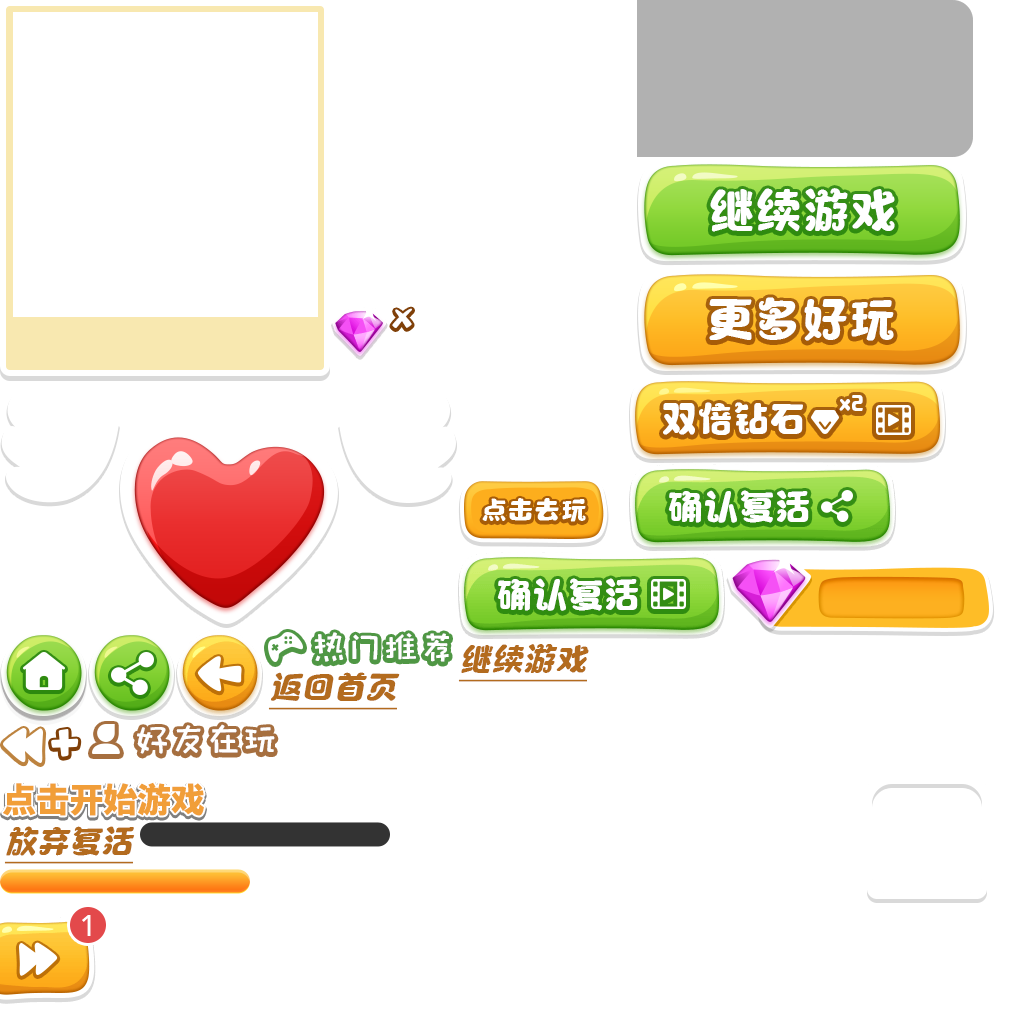 继续游戏
×
更多好玩
双倍钻石x2
点击去玩
确认复活
确认复活
热门推荐
继续游戏
返回首页
好友在玩
点击开始游戏
放弃复活
1